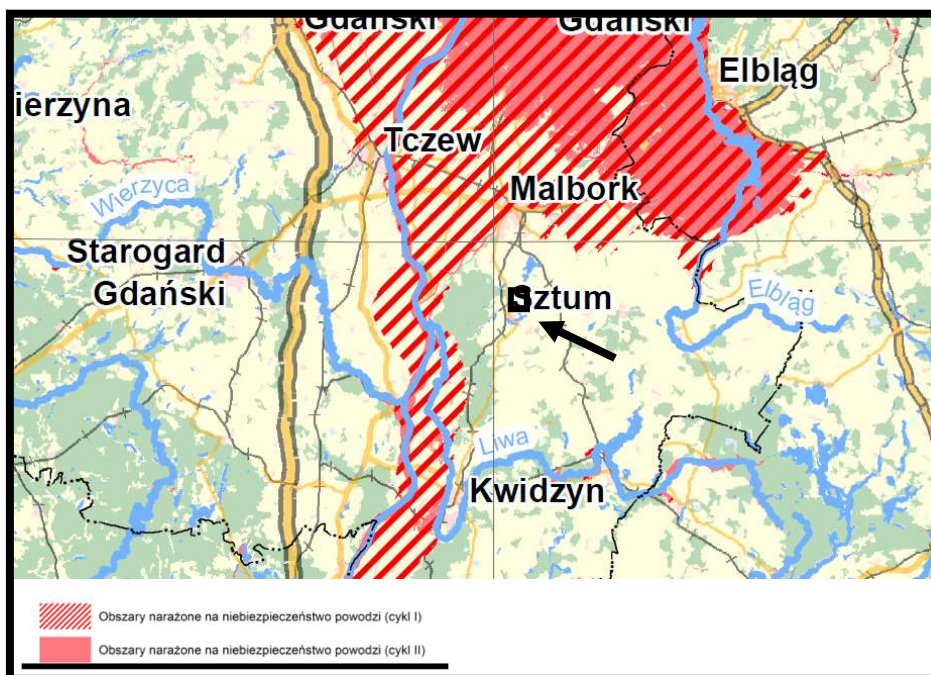 Gdański
Gdański
Elbląg
ierzyna
Tczew
Wierzyca
Malbork
Starogard
Gdański
Sztum
Elbląg
Liwa
Kwidzyn
Obszary narażone na niebezpieczeństwo powodzi (cykl I)
Obszary narażone na niebezpieczeństwo powodzi (cykl II)